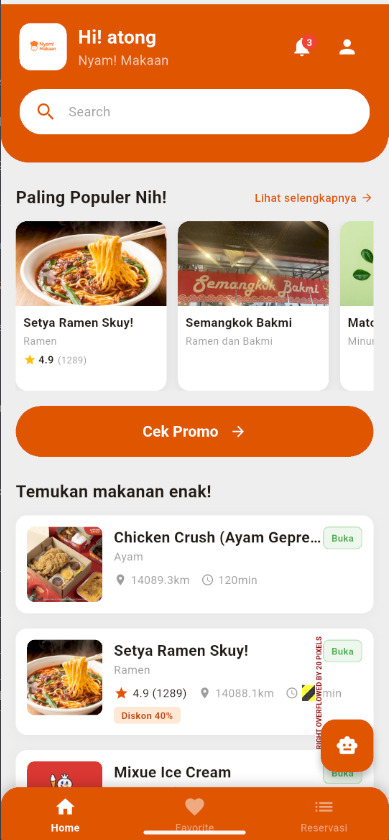 Hi! atong
Nyam! Makaan
3
Nyam!
Makaan
Search
Paling Populer Nih!
Lihat selengkapnya →
Setya Ramen Skuy!
Ramen
4.9 (1289)
Semangkok Bakmi
Semangkok Bakmi
Ramen dan Bakmi
Matc
Minur
Cek Promo →
Temukan makanan enak!
Chicken Crush (Ayam Gepre...
Buka
Ayam
14089.3km
120min
Setya Ramen Skuy!
Buka
Ramen
4.9 (1289)
14088.1km
min
RIGHT OVERFLOWED BY 20 PIXELS
Diskon 40%
Mixue Ice Cream
Buka
Home
Favorite
Reservasi